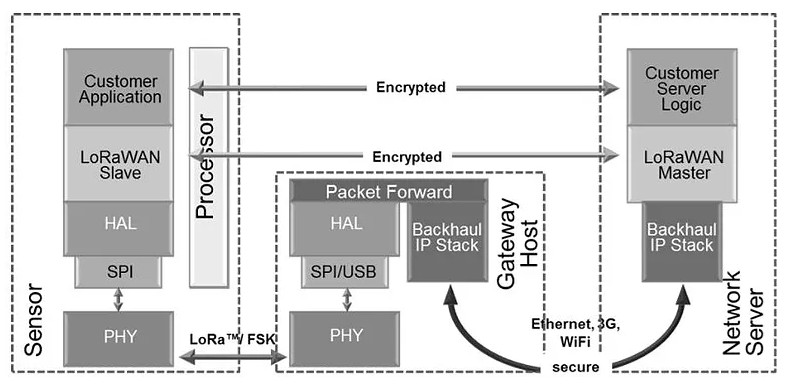 Customer
Application
LoRaWAN
Slave
HAL
SPI
PHY
Processor
Sensor
Encrypted
Encrypted
Packet Forward
HAL
SPI/USB
PHY
Backhaul
IP Stack
Gateway
Host
LoRa™/ FSK
Customer
Server
Logic
LoRaWAN
Master
Backhaul
IP Stack
Network
Server
Ethernet, 3G,
WiFi
secure